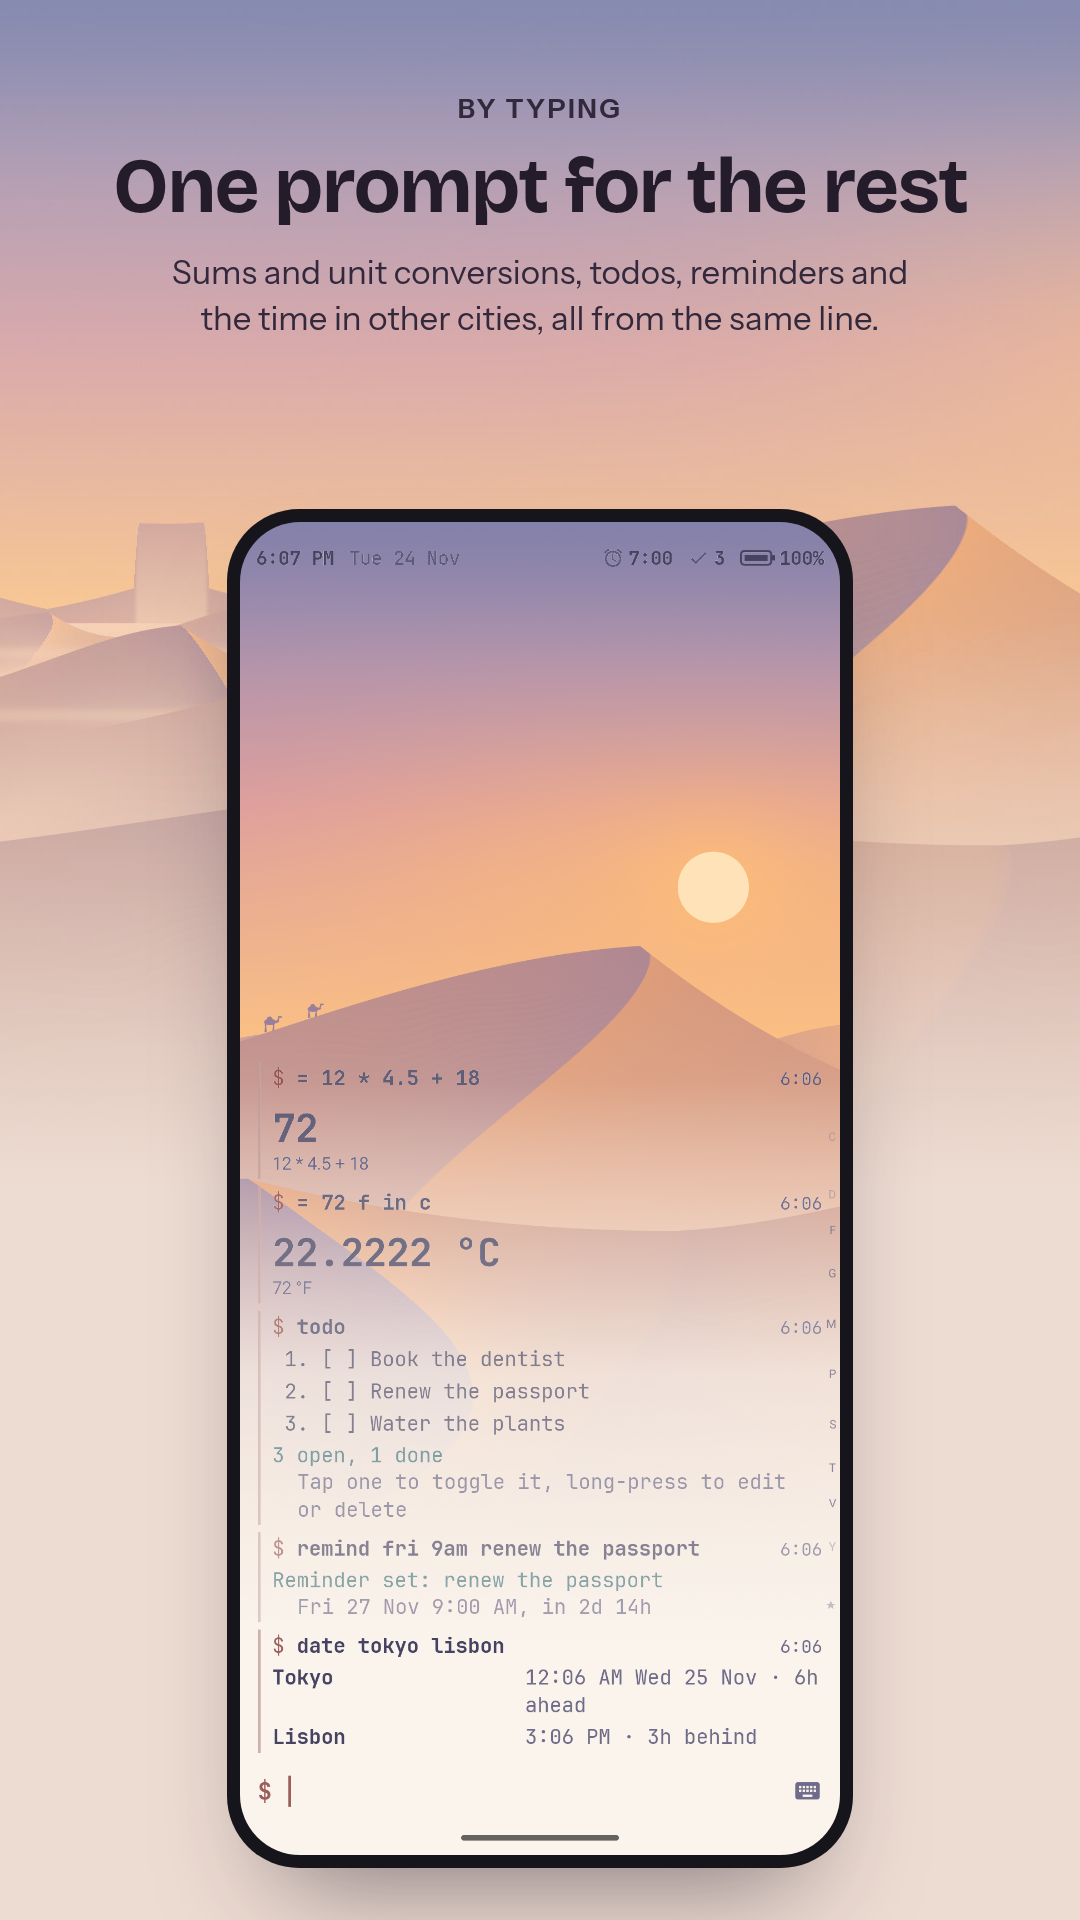 BY TYPING
One prompt for the rest
Sums and unit conversions, todos, reminders and
the time in other cities, all from the same line.
6:07 PM Tue 24 Nov 7:00 3 100%
$ = 12 * 4.5 + 18 6:06
72
12 * 4.5 + 18
C
$ = 72 f in c 6:06
D
F
22.2222 °C
G
72 °F
$ todo 6:06
M
1. [ ] Book the dentist
P
2. [ ] Renew the passport
3. [ ] Water the plants
S
3 open, 1 done
T
Tap one to toggle it, long-press to edit
V
or delete
$ remind fri 9am renew the passport 6:06
Y
Reminder set: renew the passport
Fri 27 Nov 9:00 AM, in 2d 14h
★
$ date tokyo lisbon 6:06
Tokyo 12:06 AM Wed 25 Nov · 6h
ahead
Lisbon 3:06 PM · 3h behind
$